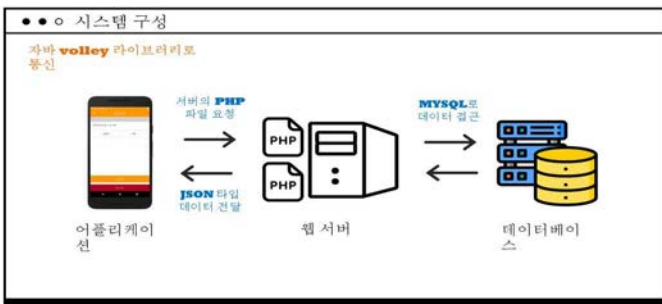 시스템 구성
자바 volley 라이브러리로
통신
서버의 PHP
파일 요청
MYSQL로
데이터 접근
PHP
PHP
JSON 타입
데이터 전달
어플리케이
션
웹 서버
데이터베이
스